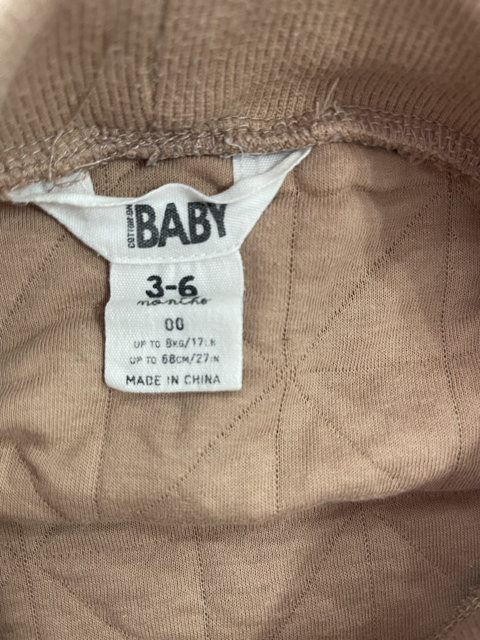 COTTON:ON
BABY
3-6
months
00
UP TO 8KG/17LB
UP TO 68CM/27IN
MADE IN CHINA